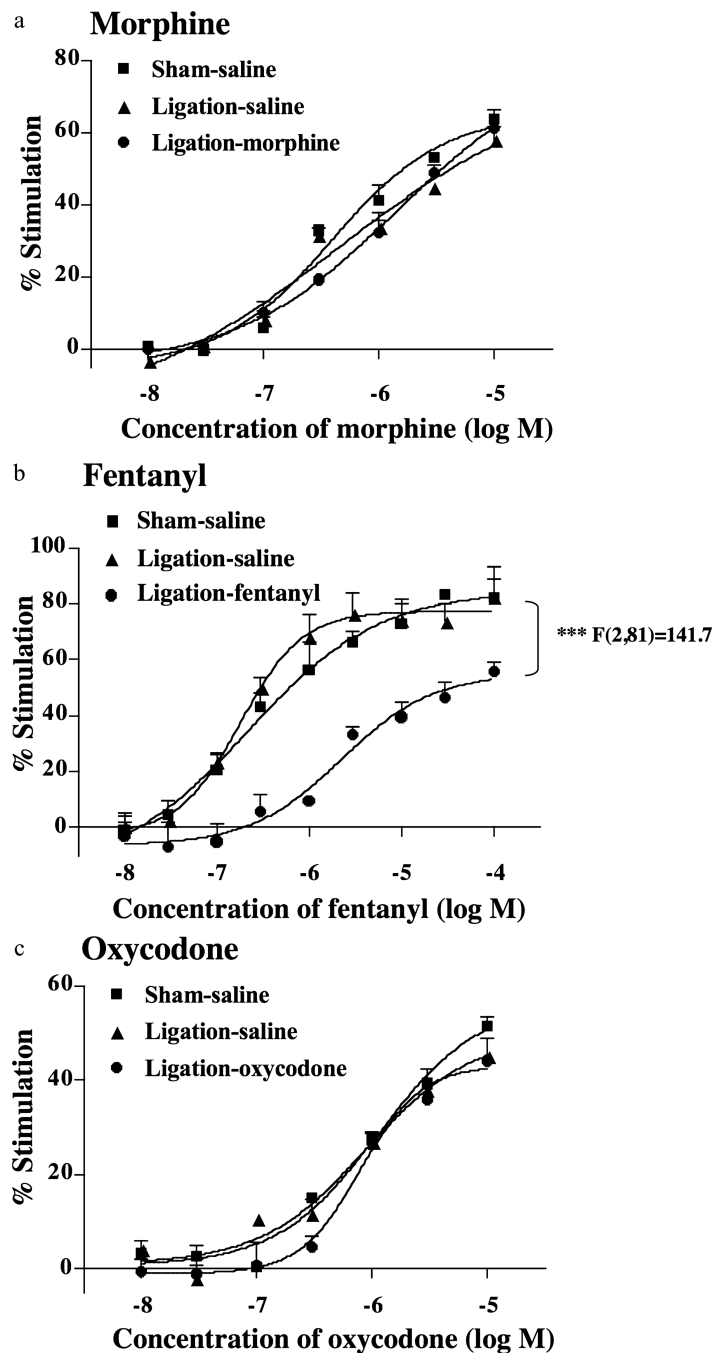 a
Morphine
Sham-saline
Ligation-saline
Ligation-morphine
80
60
40
20
0
% Stimulation
-8 -7 -6 -5
Concentration of morphine (log M)
b
Fentanyl
Sham-saline
Ligation-saline
Ligation-fentanyl
100
80
60
40
20
0
% Stimulation
*** F(2,81)=141.7
-8 -7 -6 -5 -4
Concentration of fentanyl (log M)
c
Oxycodone
Sham-saline
Ligation-saline
Ligation-oxycodone
60
40
20
0
% Stimulation
-8 -7 -6 -5
Concentration of oxycodone (log M)